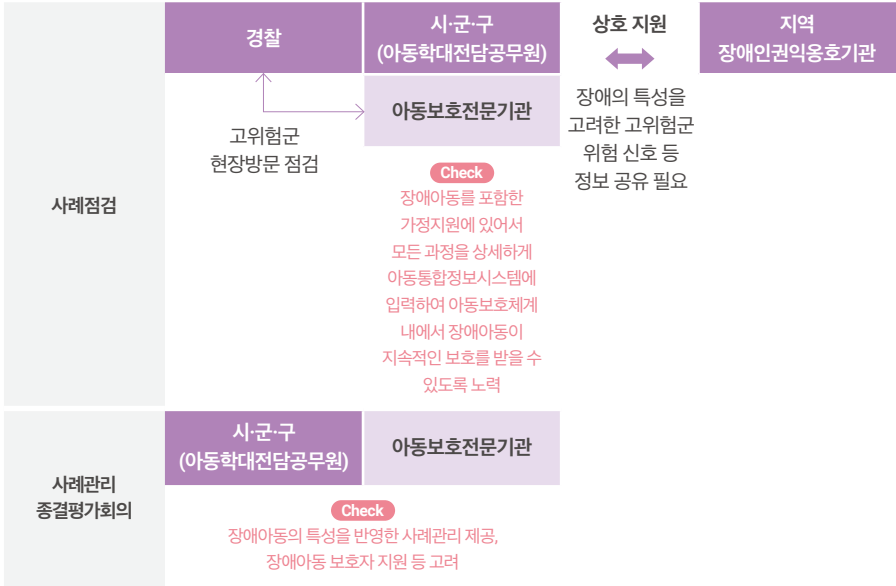 사례점검
경찰
시·군·구
(아동학대전담공무원)
상호 지원
지역
장애인권익옹호기관
아동보호전문기관
고위험군
현장방문 점검
장애의 특성을
고려한 고위험군
위험 신호 등
정보 공유 필요
Check
장애아동를 포함한
가정지원에 있어서
모든 과정을 상세하게
아동통합정보시스템에
입력하여 아동보호체계
내에서 장애아동이
지속적인 보호를 받을 수
있도록 노력
사례관리
종결평가회의
시·군·구
(아동학대전담공무원)
아동보호전문기관
Check
장애아동의 특성을 반영한 사례관리 제공,
장애아동 보호자 지원 등 고려